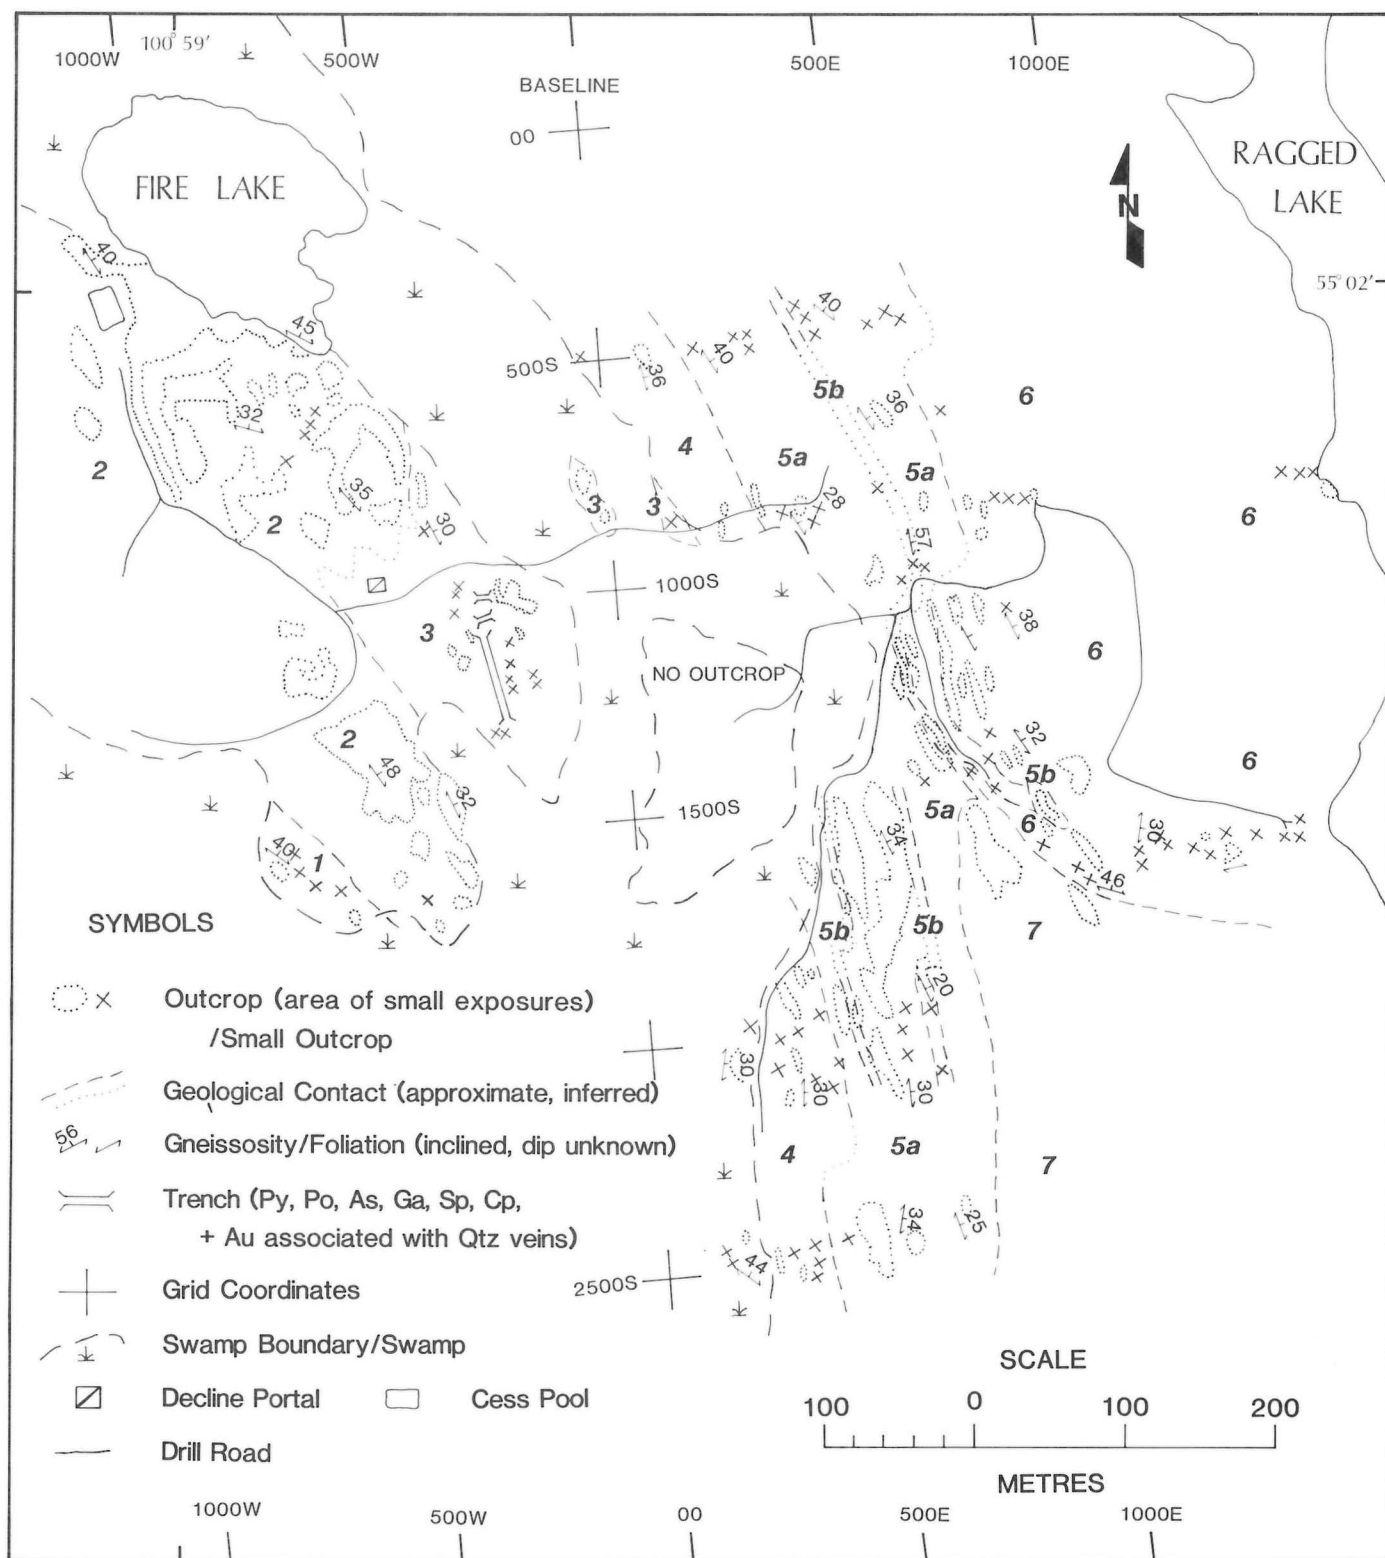 1000W
100° 59'
500W
500E
1000E
BASELINE
00
FIRE LAKE
RAGGED
LAKE
N
55° 02'
40
45
40
500S
36
40
5b
36
6
32
2
4
5a
5a
35
2
30
3
3
28
6
57
1000S
3
38
6
NO OUTCROP
2
48
32
32
5b
6
1500S
5a
6
40
1
34
30
46
SYMBOLS
5b
5b
7
20
Outcrop (area of small exposures)
/Small Outcrop
30
30
30
Geological Contact (approximate, inferred)
56
Gneissosity/Foliation (inclined, dip unknown)
4
5a
7
Trench (Py, Po, As, Ga, Sp, Cp,
+ Au associated with Qtz veins)
34
25
44
2500S
Grid Coordinates
Swamp Boundary/Swamp
SCALE
Decline Portal
Cess Pool
100 0 100 200
Drill Road
METRES
1000W
500W
00
500E
1000E